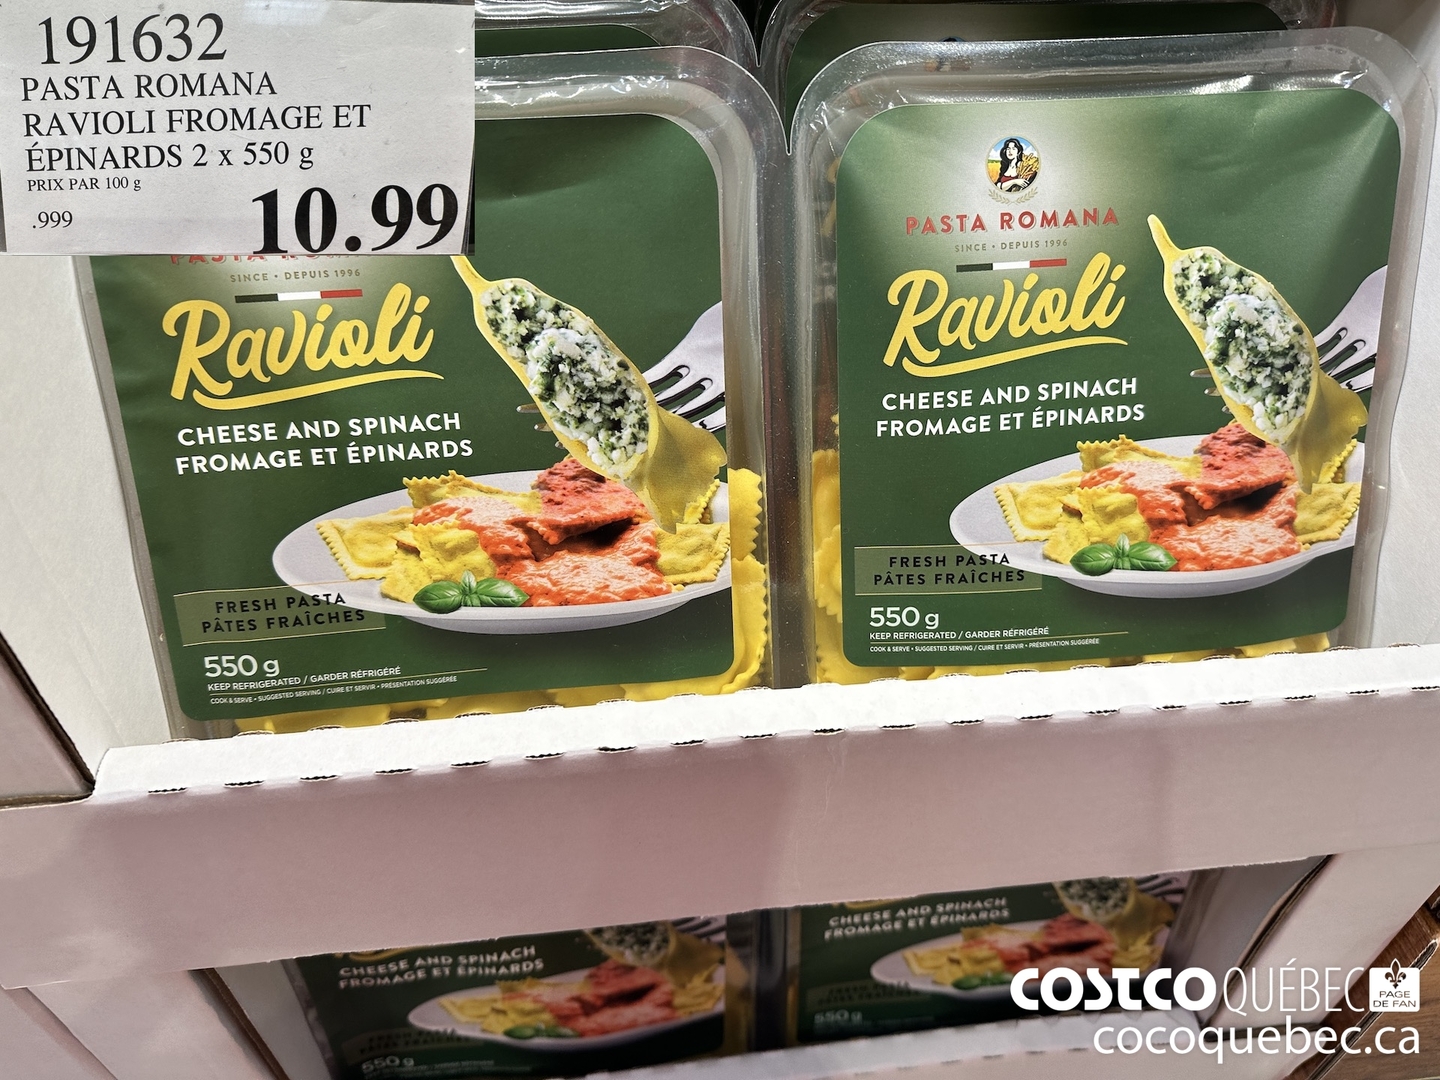 191632
PASTA ROMANA
RAVIOLI FROMAGE ET
ÉPINARDS 2 x 550 g
PRIX PAR 100 g
.999
10.99
SINCE • DEPUIS 1996
Ravioli
CHEESE AND SPINACH
FROMAGE ET ÉPINARDS
FRESH PASTA
PÂTES FRAÎCHES
550 g
KEEP REFRIGERATED / GARDER RÉFRIGÉRÉ
COOK & SERVE • SUGGESTED SERVING / CUIRE ET SERVIR • PRÉSENTATION SUGGÉRÉE
PASTA ROMANA
SINCE • DEPUIS 1996
Ravioli
CHEESE AND SPINACH
FROMAGE ET ÉPINARDS
FRESH PASTA
PÂTES FRAÎCHES
550 g
KEEP REFRIGERATED / GARDER RÉFRIGÉRÉ
COOK & SERVE • SUGGESTED SERVING / CUIRE ET SERVIR • PRÉSENTATION SUGGÉRÉE
CHEESE AND SPINACH
FROMAGE ET ÉPINARDS
550 g
CHEESE AND SPINACH
FROMAGE ET ÉPINARDS
FRESH PASTA
PÂTES FRAÎCHES
550 g
COSTCO QUÉBEC PAGE DE FAN
cocoquebec.ca